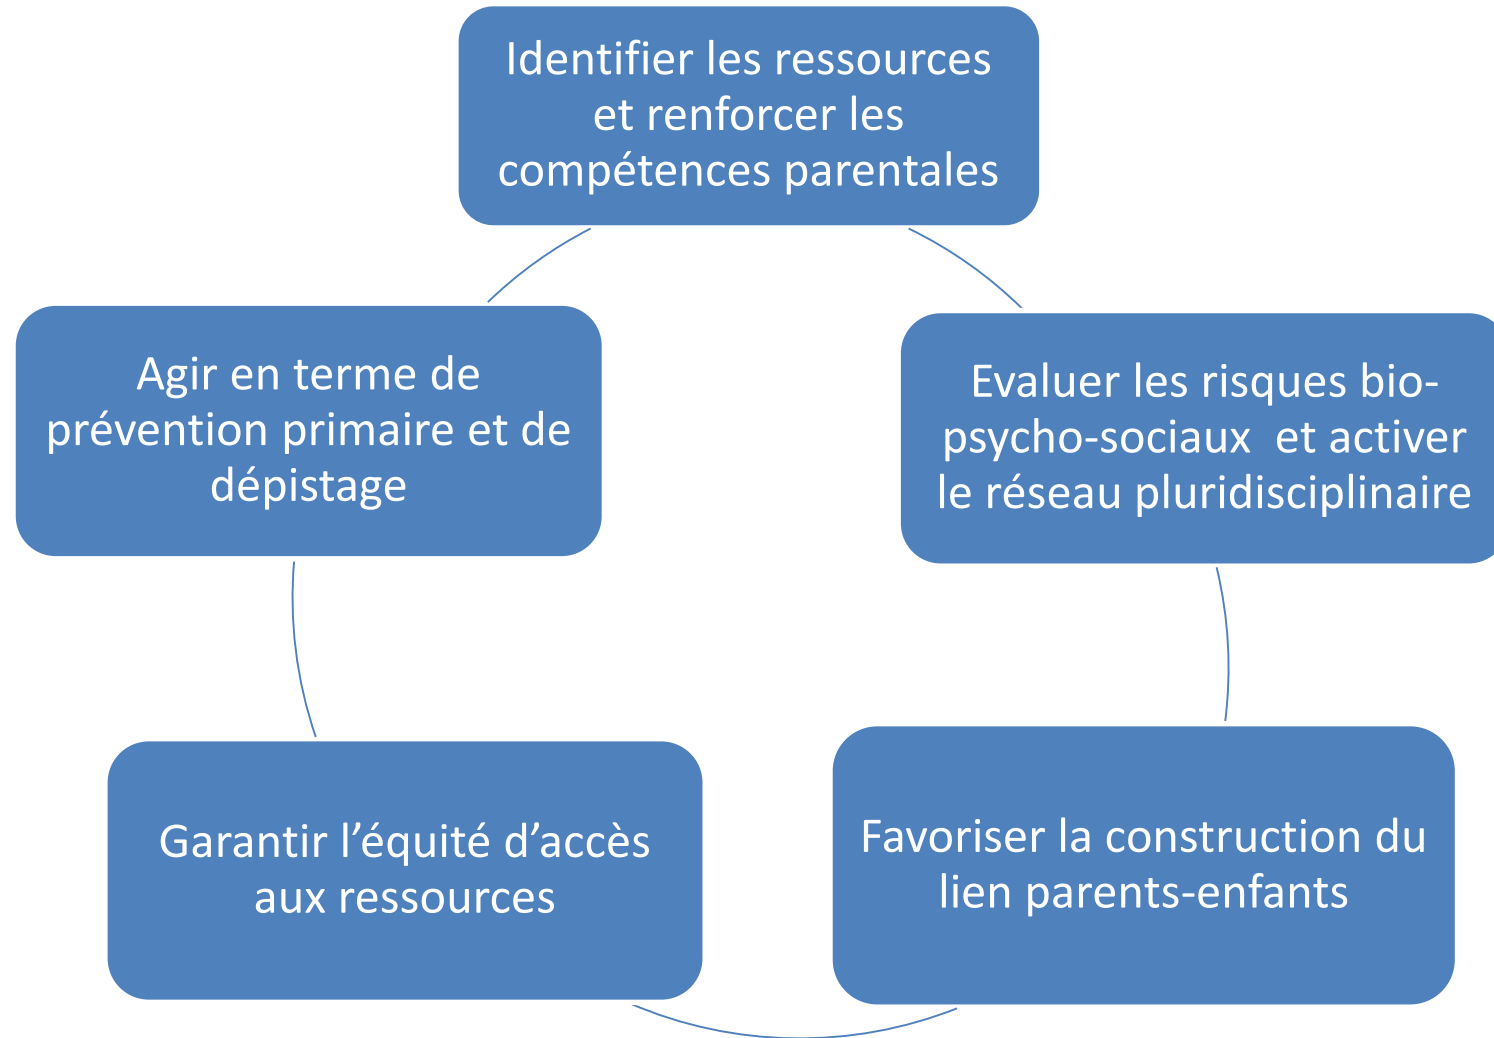 Identifier les ressources
et renforcer les
compétences parentales
Agir en terme de
prévention primaire et de
dépistage
Evaluer les risques bio-
psycho-sociaux  et activer
le réseau pluridisciplinaire
Garantir l’équité d’accès
aux ressources
Favoriser la construction du
lien parents-enfants